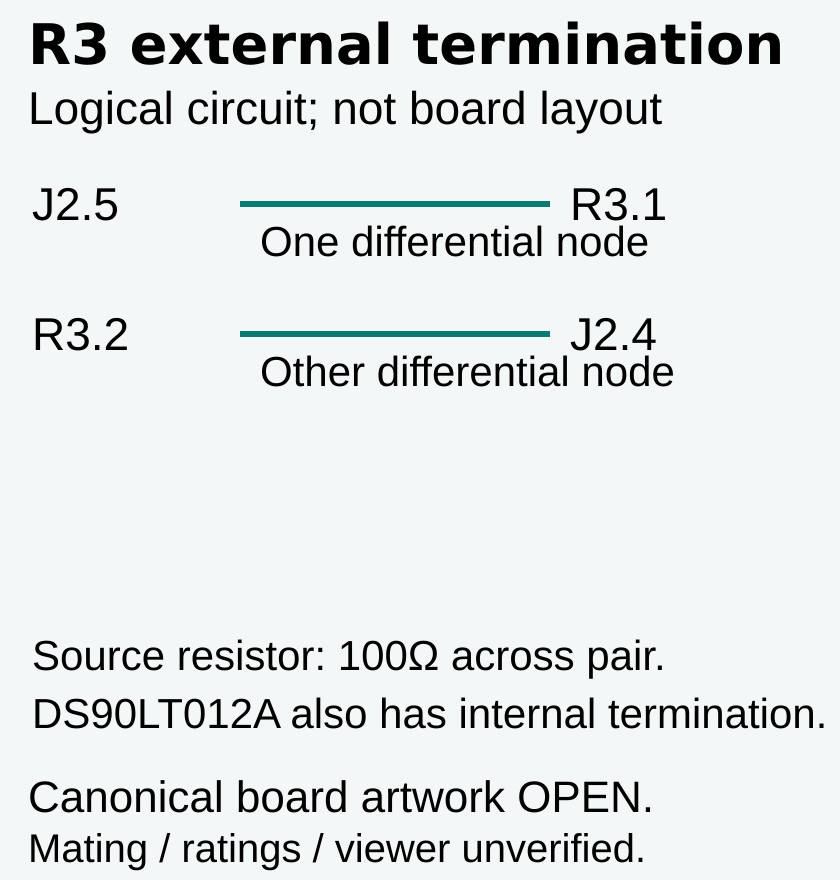 R3 external termination
Logical circuit; not board layout
J2.5 R3.1
One differential node
R3.2 J2.4
Other differential node
Source resistor: 100Ω across pair.
DS90LT012A also has internal termination.
Canonical board artwork OPEN.
Mating / ratings / viewer unverified.